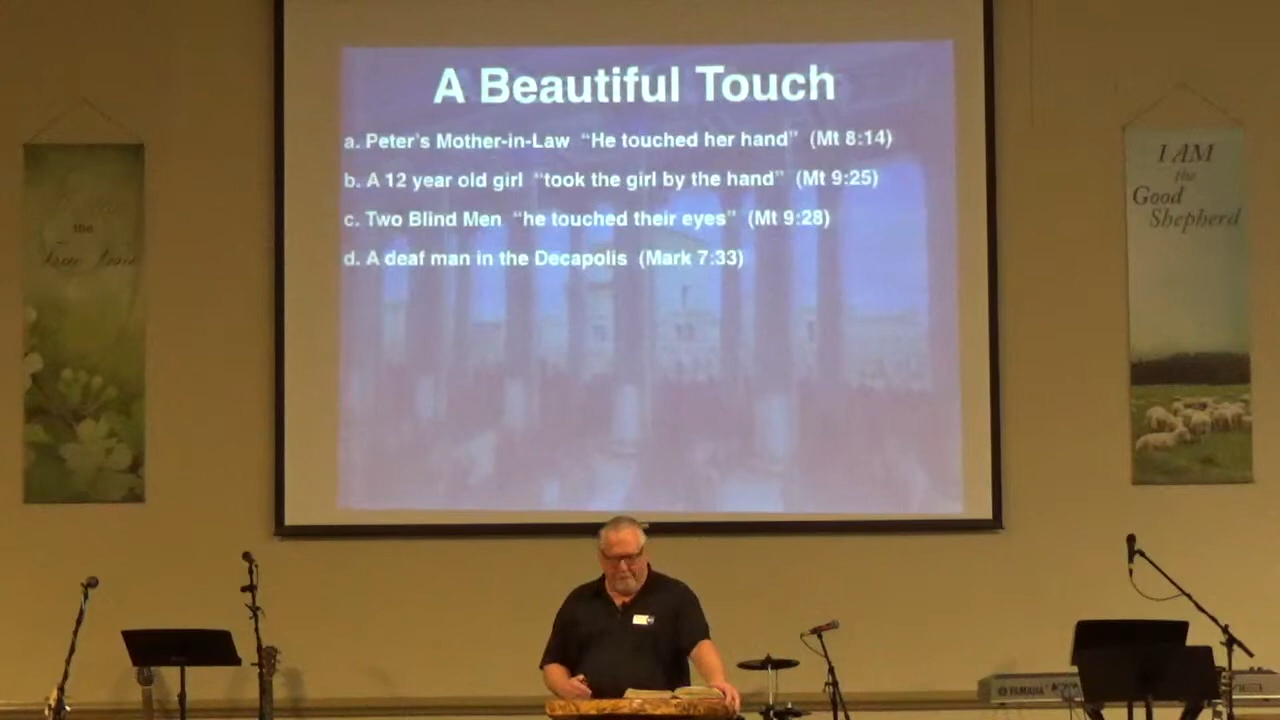 A Beautiful Touch
a. Peter's Mother-in-Law “He touched her hand” (Mt 8:14)
b. A 12 year old girl “took the girl by the hand” (Mt 9:25)
c. Two Blind Men “he touched their eyes” (Mt 9:28)
d. A deaf man in the Decapolis (Mark 7:33)
the
I AM
the
Good
Shepherd
YAMAHA